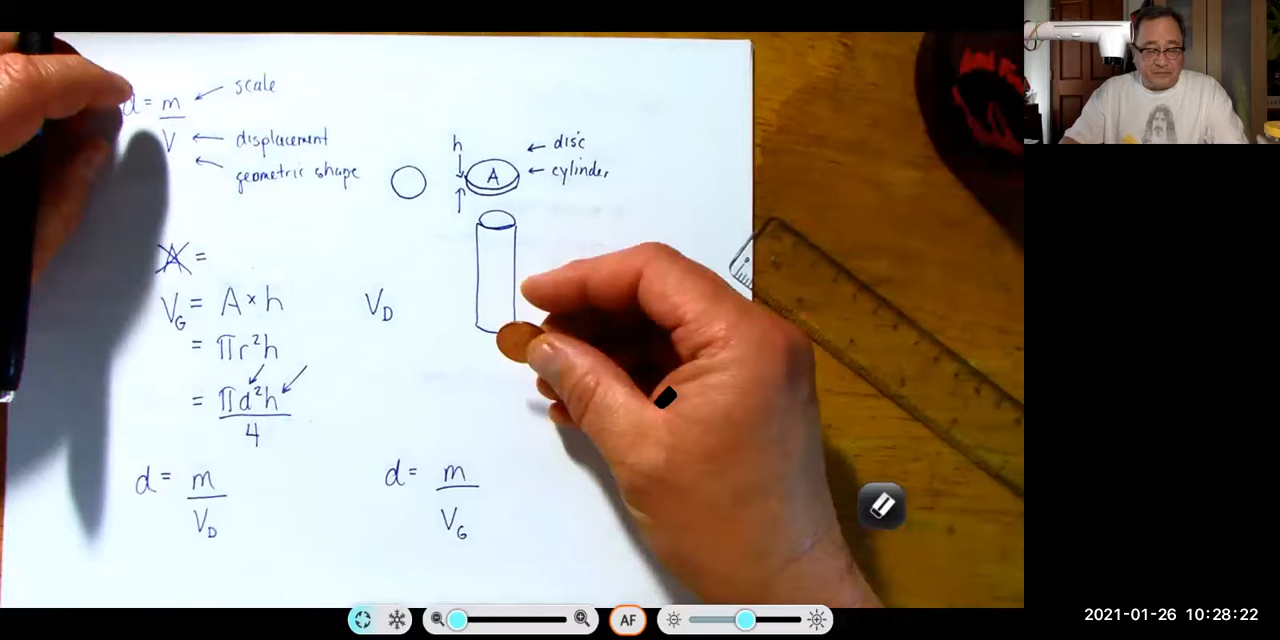 d = m ← scale
V ← displacement
← geometric shape
h
← disc
A ← cylinder
A =
V_G = A × h
V_D
= πr²h
= πd²h
4
d = m
V_D
d = m
V_G
AF
2021-01-26 10:28:22